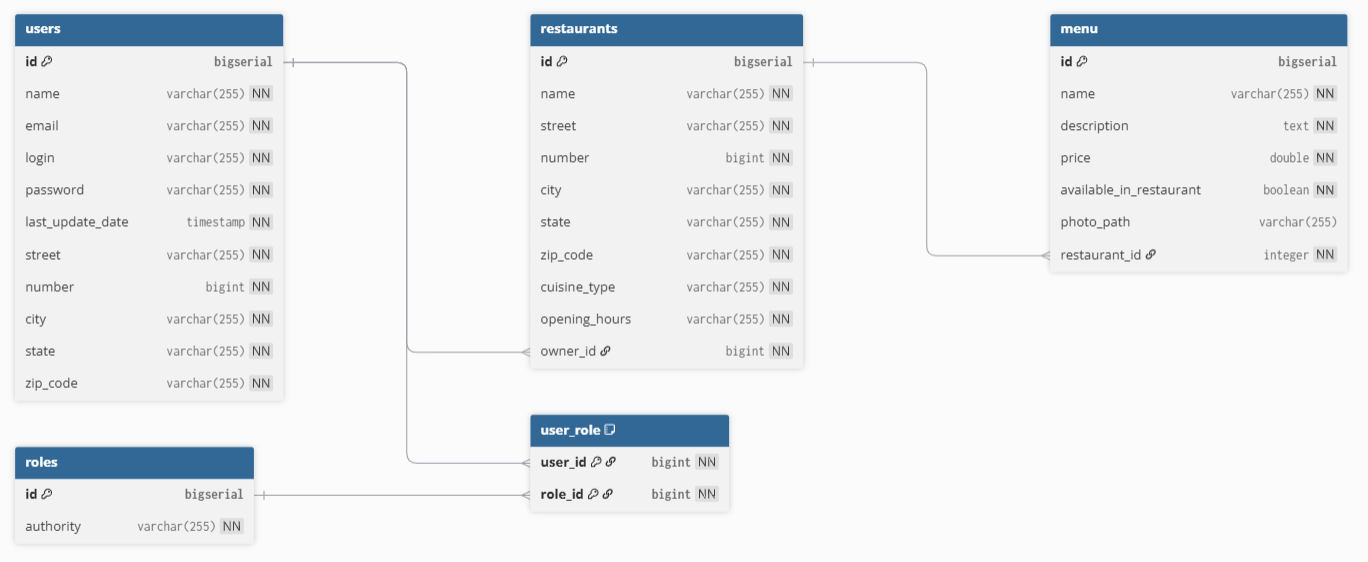 users
id bigserial
name varchar(255) NN
email varchar(255) NN
login varchar(255) NN
password varchar(255) NN
last_update_date timestamp NN
street varchar(255) NN
number bigint NN
city varchar(255) NN
state varchar(255) NN
zip_code varchar(255) NN
restaurants
id bigserial
name varchar(255) NN
street varchar(255) NN
number bigint NN
city varchar(255) NN
state varchar(255) NN
zip_code varchar(255) NN
cuisine_type varchar(255) NN
opening_hours varchar(255) NN
owner_id bigint NN
menu
id bigserial
name varchar(255) NN
description text NN
price double NN
available_in_restaurant boolean NN
photo_path varchar(255)
restaurant_id integer NN
roles
id bigserial
authority varchar(255) NN
user_role
user_id bigint NN
role_id bigint NN